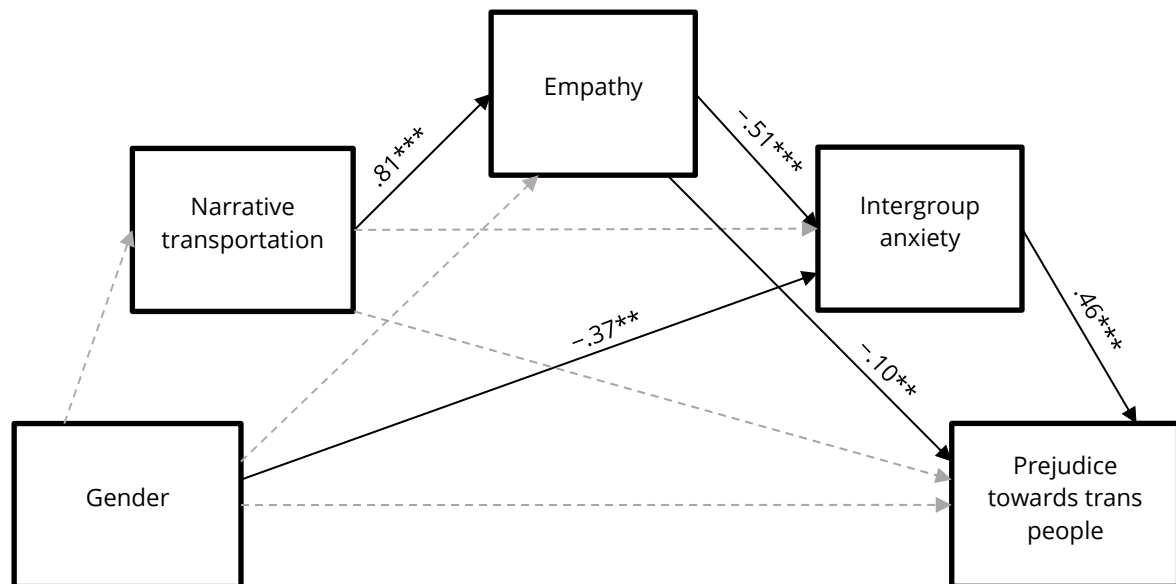 Empathy
.81***
−.51***
Narrative
transportation
Intergroup
anxiety
−.37**
−.10**
.46***
Gender
Prejudice
towards trans
people